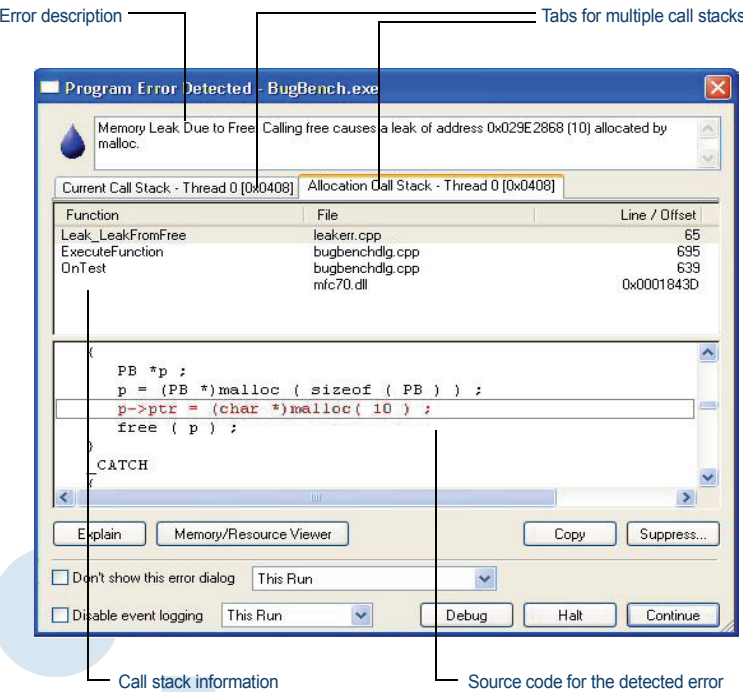 Error description
Tabs for multiple call stacks
Program Error Detected - BugBench.exe
Memory Leak Due to Free: Calling free causes a leak of address 0x029E2868 (10) allocated by
malloc.
Current Call Stack - Thread 0 [0x0408] Allocation Call Stack - Thread 0 [0x0408]
Function File Line / Offset
Leak_LeakFromFree leakerr.cpp 65
ExecuteFunction bugbenchdlg.cpp 695
OnTest bugbenchdlg.cpp 639
mfc70.dll 0x0001843D
{
PB *p ;
p = (PB *)malloc ( sizeof ( PB ) ) ;
p->ptr = (char *)malloc( 10 ) ;
free ( p ) ;
}
_CATCH
{
Explain Memory/Resource Viewer Copy Suppress...
Don't show this error dialog This Run
Disable event logging This Run Debug Halt Continue
Call stack information
Source code for the detected error